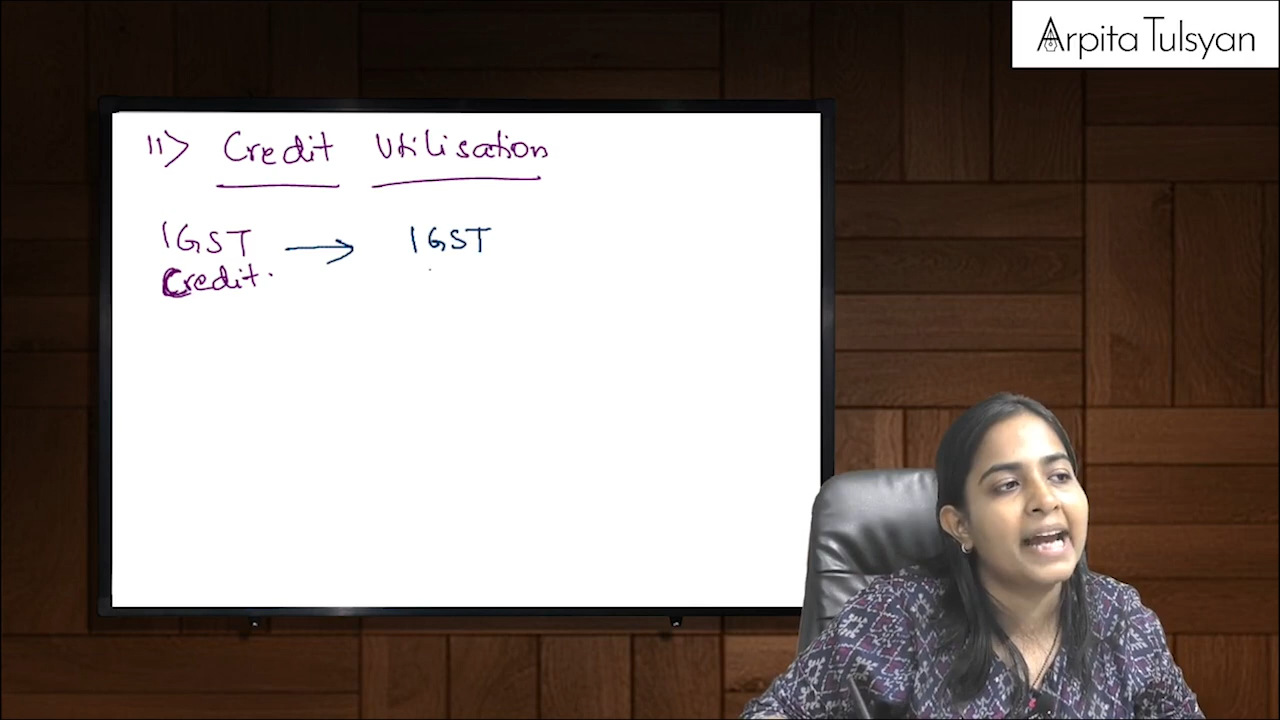 Arpita Tulsyan
11> Credit Utilisation
IGST → IGST
Credit.